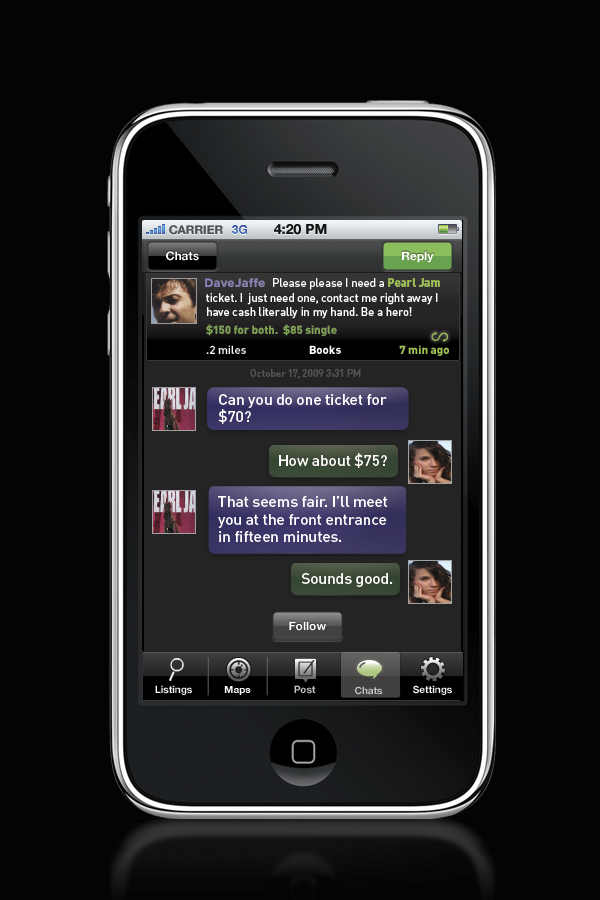 CARRIER 3G 4:20 PM
Chats Reply
DaveJaffe Please please I need a Pearl Jam
ticket. I just need one, contact me right away I
have cash literally in my hand. Be a hero!
$150 for both. $85 single
.2 miles Books 7 min ago
October 17, 2009 3:31 PM
EARL JA
Can you do one ticket for
$70?
How about $75?
EARL JA
That seems fair. I'll meet
you at the front entrance
in fifteen minutes.
Sounds good.
Follow
Listings Maps Post Chats Settings